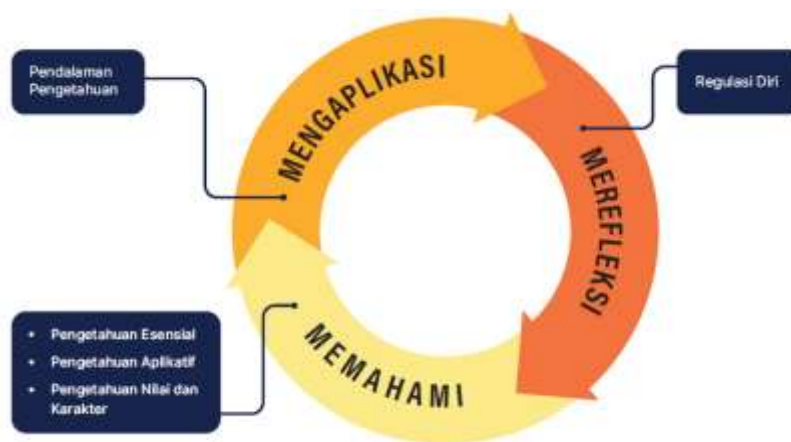 Pendalaman
Pengetahuan
MENGAPLIKASI
Regulasi Diri
MEREFLEKSI
• Pengetahuan Esensial
• Pengetahuan Aplikatif
• Pengetahuan Nilai dan
Karakter
MEMAHAMI